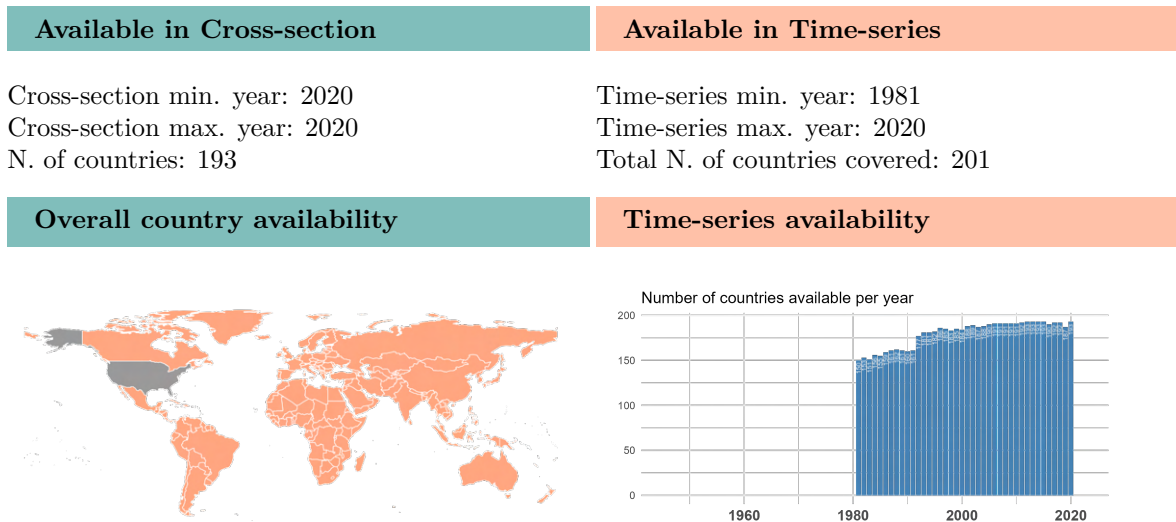 Available in Cross-section
Available in Time-series
Cross-section min. year: 2020
Cross-section max. year: 2020
N. of countries: 193
Time-series min. year: 1981
Time-series max. year: 2020
Total N. of countries covered: 201
Overall country availability
Time-series availability
Number of countries available per year
200
150
100
50
0
1960
1980
2000
2020